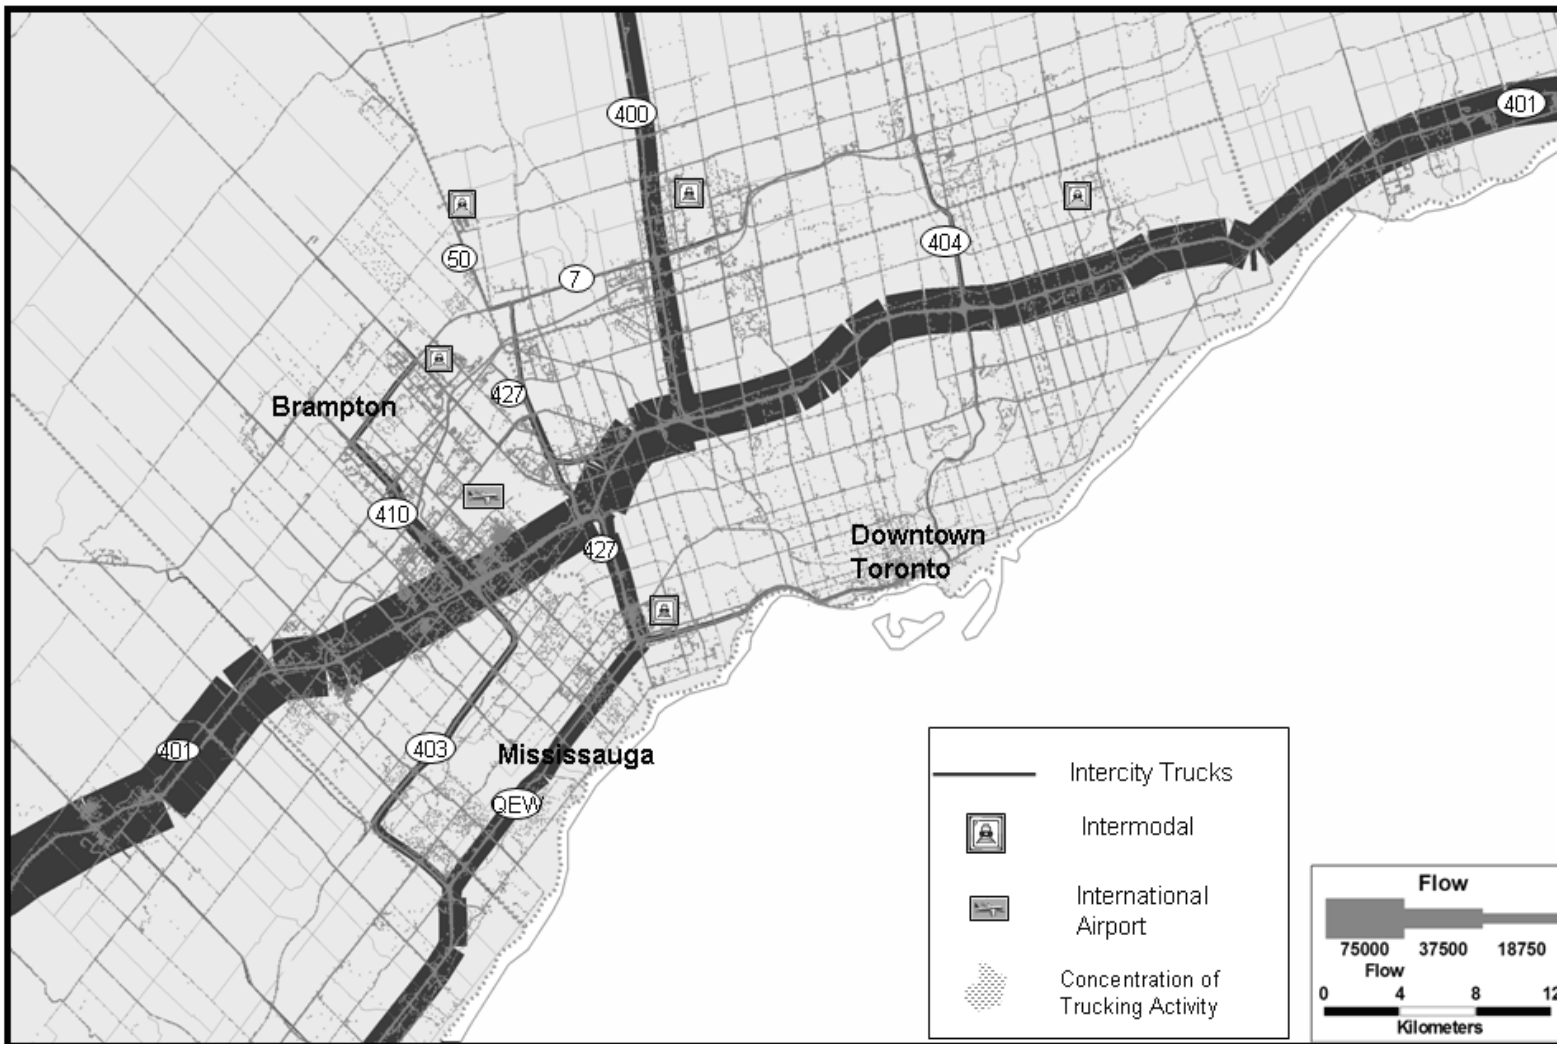 401
400
50
404
7
427
Brampton
410
427
Downtown
Toronto
401
403
Mississauga
QEW
Intercity Trucks
Intermodal
International
Airport
Concentration of
Trucking Activity
Flow
75000 37500 18750
Flow
0 4 8 12
Kilometers